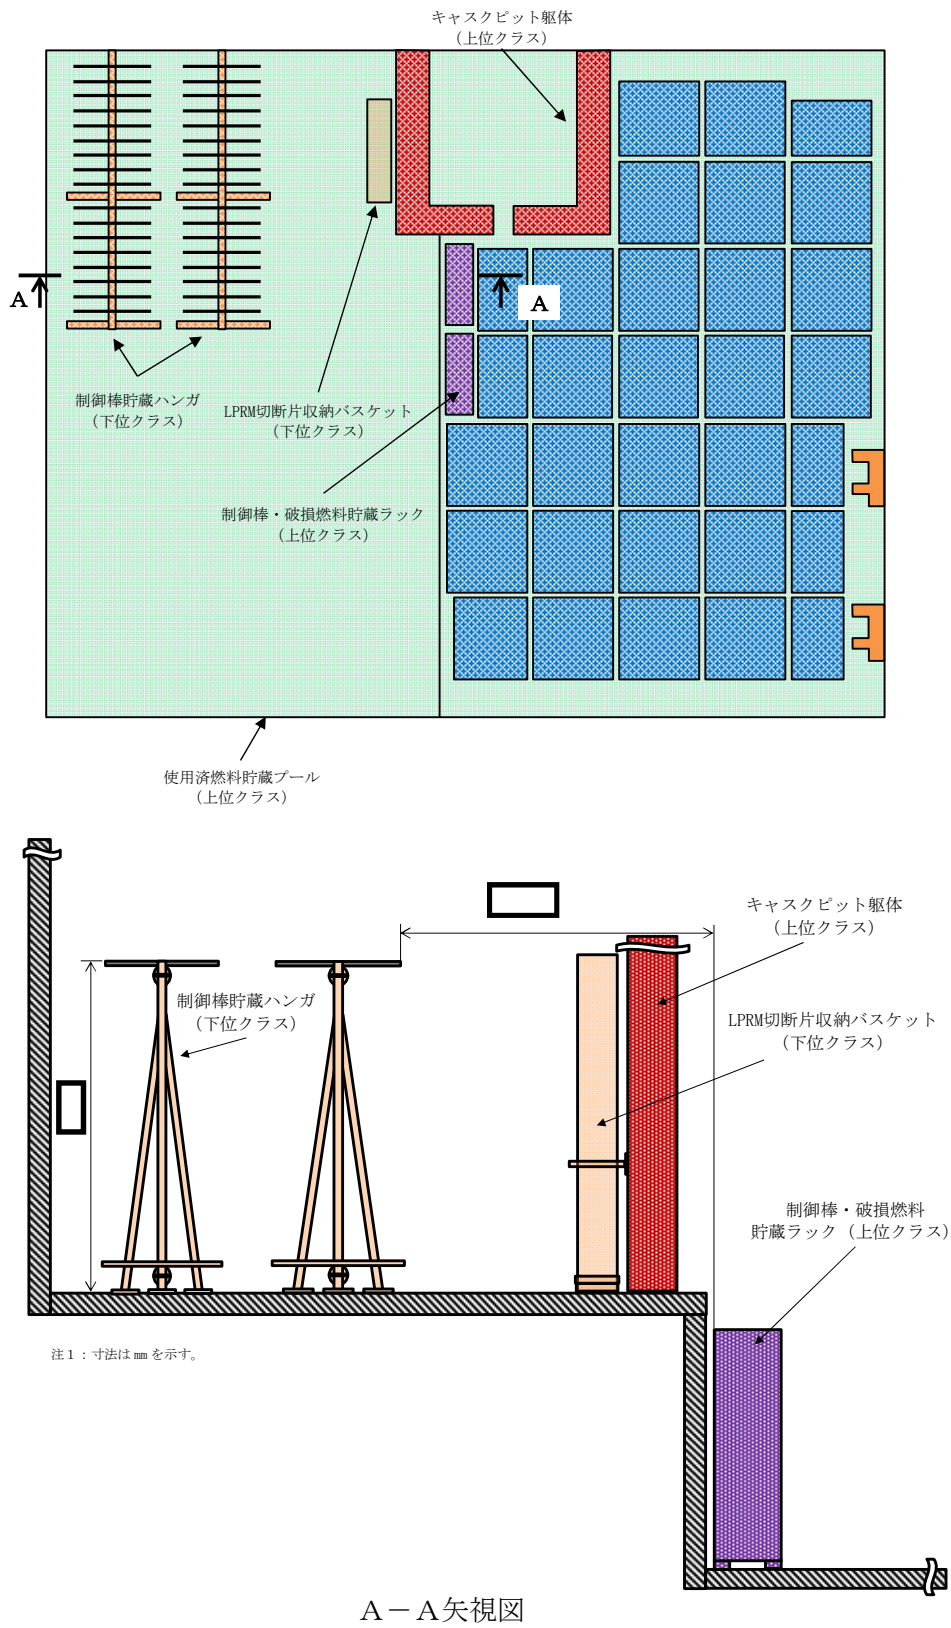 キャスクピット躯体
（上位クラス）
A
A
制御棒貯蔵ハンガ
（下位クラス）
LPRM切断片収納バスケット
（下位クラス）
制御棒・破損燃料貯蔵ラック
（上位クラス）
使用済燃料貯蔵プール
（上位クラス）
キャスクピット躯体
（上位クラス）
制御棒貯蔵ハンガ
（下位クラス）
LPRM切断片収納バスケット
（下位クラス）
制御棒・破損燃料
貯蔵ラック（上位クラス）
注１：寸法は㎜を示す。
Ａ－Ａ矢視図